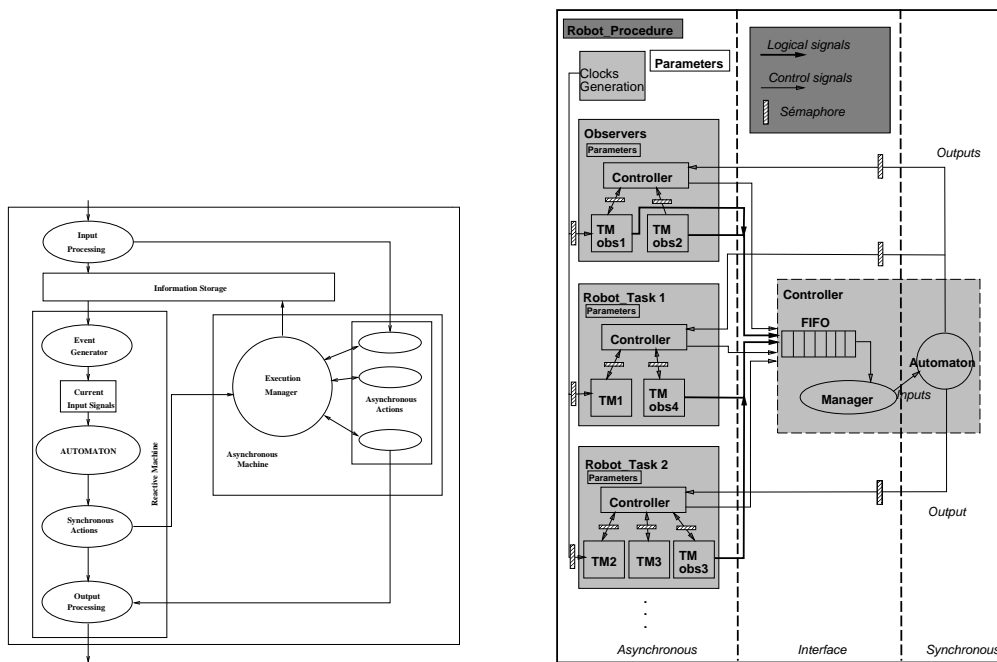 Input
Processing
Information Storage
Event
Generator
Current
Input Signals
AUTOMATON
Synchronous
Actions
Output
Processing
Reactive Machine
Execution
Manager
Asynchronous
Machine
Asynchronous
Actions
Robot_Procedure
Clocks
Generation
Parameters
Logical signals
Control signals
Sémaphore
Observers
Parameters
Controller
TM
obs1
TM
obs2
Outputs
Robot_Task 1
Parameters
Controller
TM1
TM
obs4
Controller
FIFO
Manager
Inputs
Automaton
Robot_Task 2
Parameters
Controller
TM2
TM3
TM
obs3
Output
. . .
Asynchronous
Interface
Synchronous